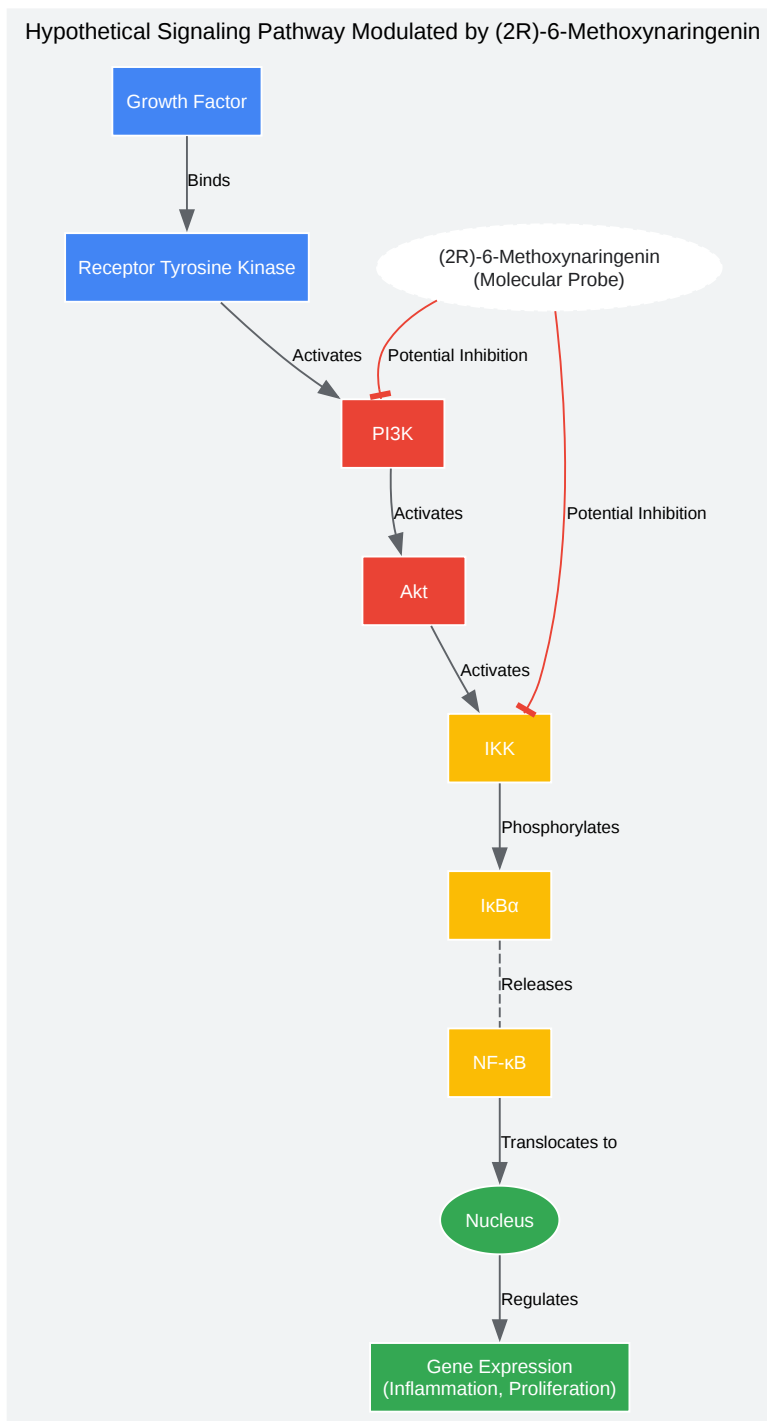 Hypothetical Signaling Pathway Modulated by (2R)-6-Methoxynaringenin
Growth Factor
Binds
Receptor Tyrosine Kinase
(2R)-6-Methoxynaringenin
(Molecular Probe)
Activates
Potential Inhibition
PI3K
Activates
Potential Inhibition
Akt
Activates
IKK
Phosphorylates
IκBα
Releases
NF-κB
Translocates to
Nucleus
Regulates
Gene Expression
(Inflammation, Proliferation)